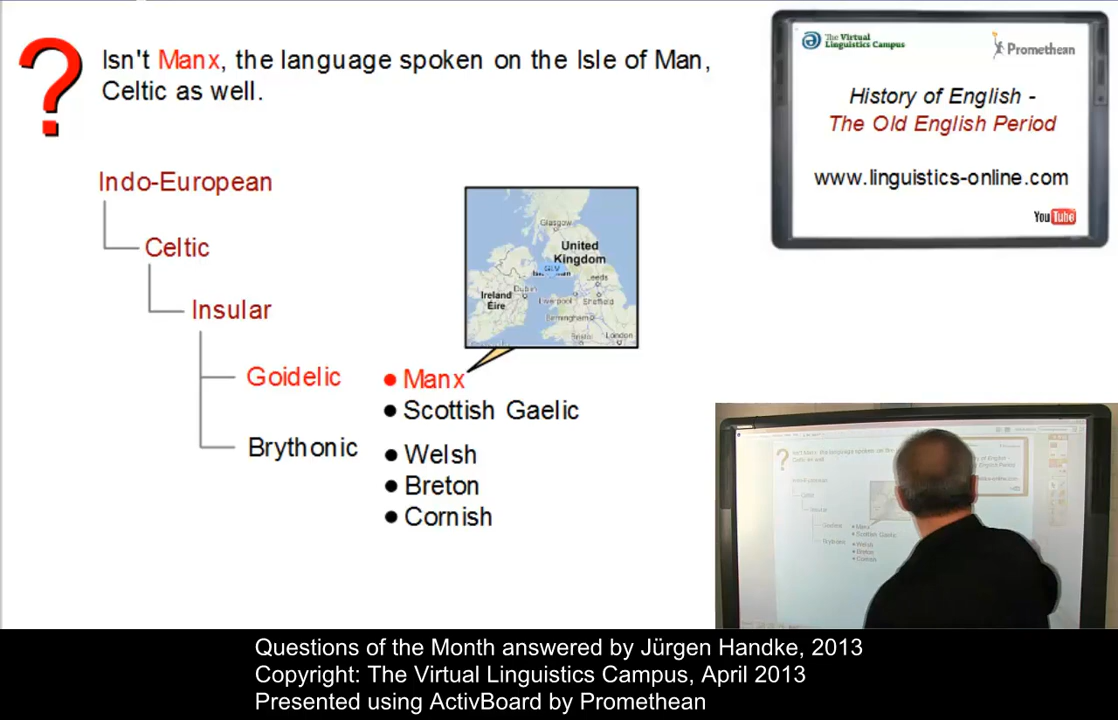 Isn't Manx, the language spoken on the Isle of Man,
Celtic as well.
The Virtual
Linguistics Campus
Promethean
History of English -
The Old English Period
www.linguistics-online.com
YouTube
Indo-European
Celtic
Insular
Goidelic
• Manx
• Scottish Gaelic
Brythonic
• Welsh
• Breton
• Cornish
Glasgow
United
Kingdom
Leeds
Dublin
Ireland
Éire
Liverpool
Sheffield
Birmingham
Bristol
London
Questions of the Month answered by Jürgen Handke, 2013
Copyright: The Virtual Linguistics Campus, April 2013
Presented using ActivBoard by Promethean